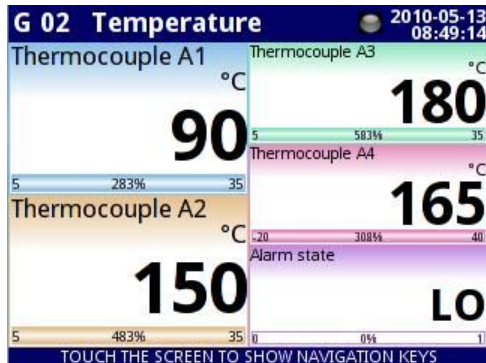 G 02 Temperature
2010-05-13
08:49:14
Thermocouple A1
°C
90
5 283% 35
Thermocouple A2
°C
150
5 483% 35
Thermocouple A3
°C
180
5 583% 35
Thermocouple A4
°C
165
-20 308% 40
Alarm state
LO
0 0% 1
TOUCH THE SCREEN TO SHOW NAVIGATION KEYS